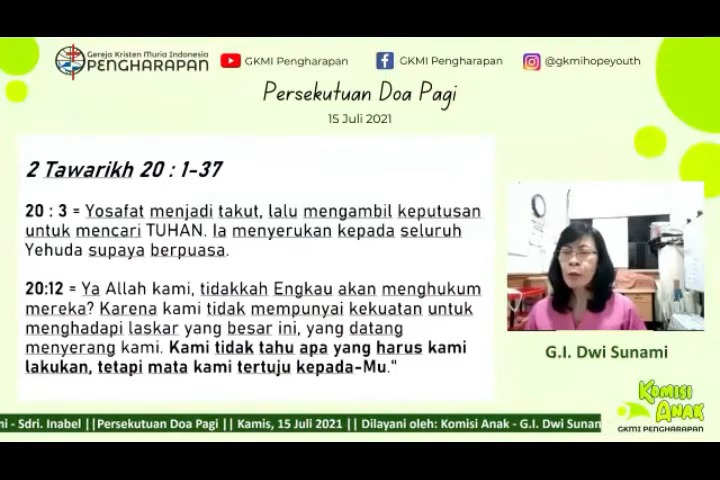 Gereja Kristen Muria Indonesia
PENGHARAPAN
GKMI Pengharapan
GKMI Pengharapan
@gkmihopeyouth
Persekutuan Doa Pagi
15 Juli 2021
2 Tawarikh 20 : 1-37
20 : 3 = Yosafat menjadi takut, lalu mengambil keputusan
untuk mencari TUHAN. Ia menyerukan kepada seluruh
Yehuda supaya berpuasa.
20:12 = Ya Allah kami, tidakkah Engkau akan menghukum
mereka? Karena kami tidak mempunyai kekuatan untuk
menghadapi laskar yang besar ini, yang datang
menyerang kami. Kami tidak tahu apa yang harus kami
lakukan, tetapi mata kami tertuju kepada-Mu."
G.I. Dwi Sunami
KOMISI
ANAK
GKMI PENGHARAPAN
ni - Sdri. Inabel ||Persekutuan Doa Pagi || Kamis, 15 Juli 2021 || Dilayani oleh: Komisi Anak - G.I. Dwi Sunan